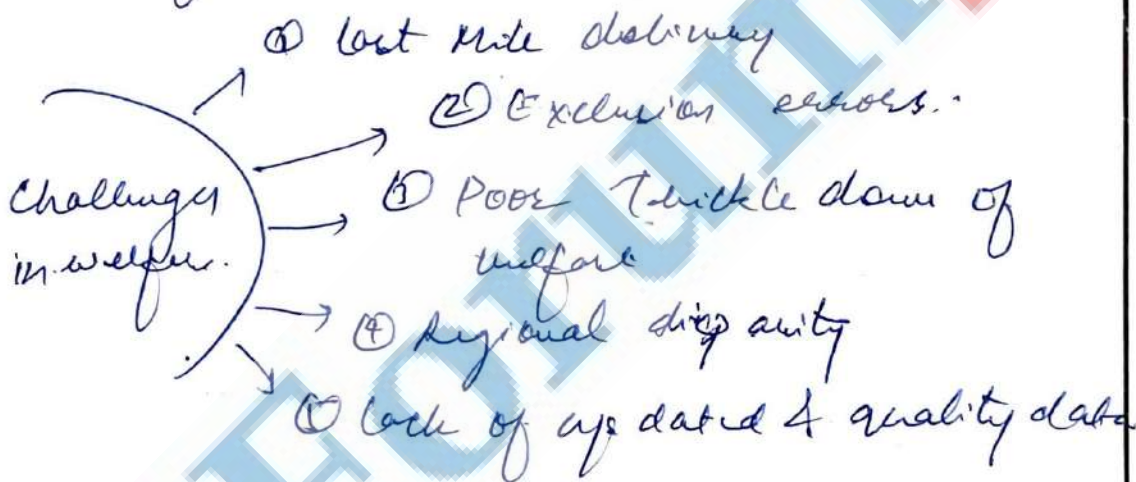 ① last Mile delivery
② Exclusion errors.
Challenges
in welfare.
③ Poor Trickle down of
welfare
④ Regional disparity
⑤ lack of updated & quality data
Forum